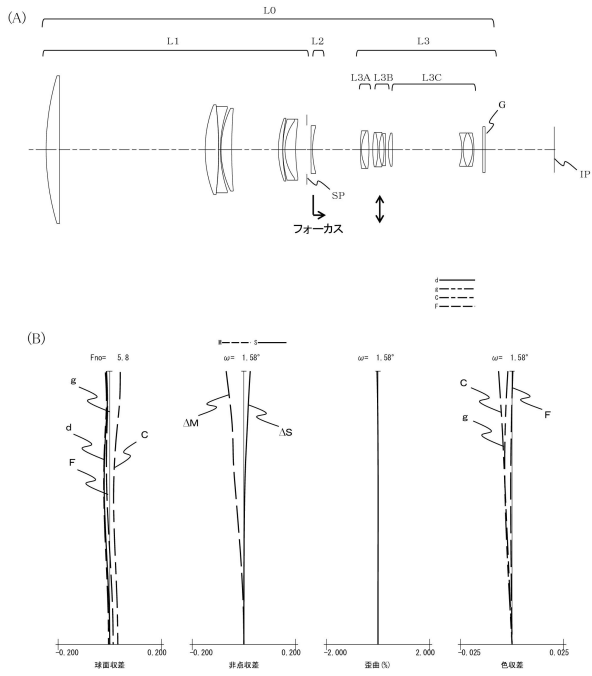 (A)
L0
L1 L2 L3
L3A L3B L3C
G
SP
IP
フォーカス
d
g
C
F
(B)
M S
Fno= 5.8
ω= 1.58°
ω= 1.58°
ω= 1.58°
g
d
F
C
ΔM
ΔS
C
g
F
-0.200 0.200
球面収差
-0.200 0.200
非点収差
-2.000 2.000
歪曲(%)
-0.025 0.025
色収差